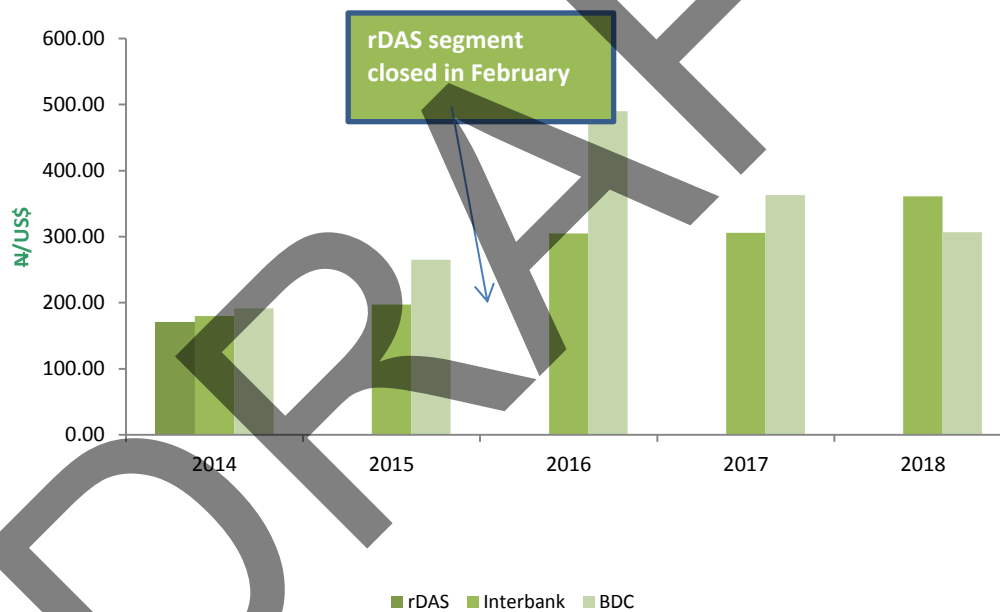 rDAS segment
closed in February
600.00
500.00
400.00
300.00
200.00
100.00
0.00
₦/US$
2014 2015 2016 2017 2018
rDAS Interbank BDC
DRAFT